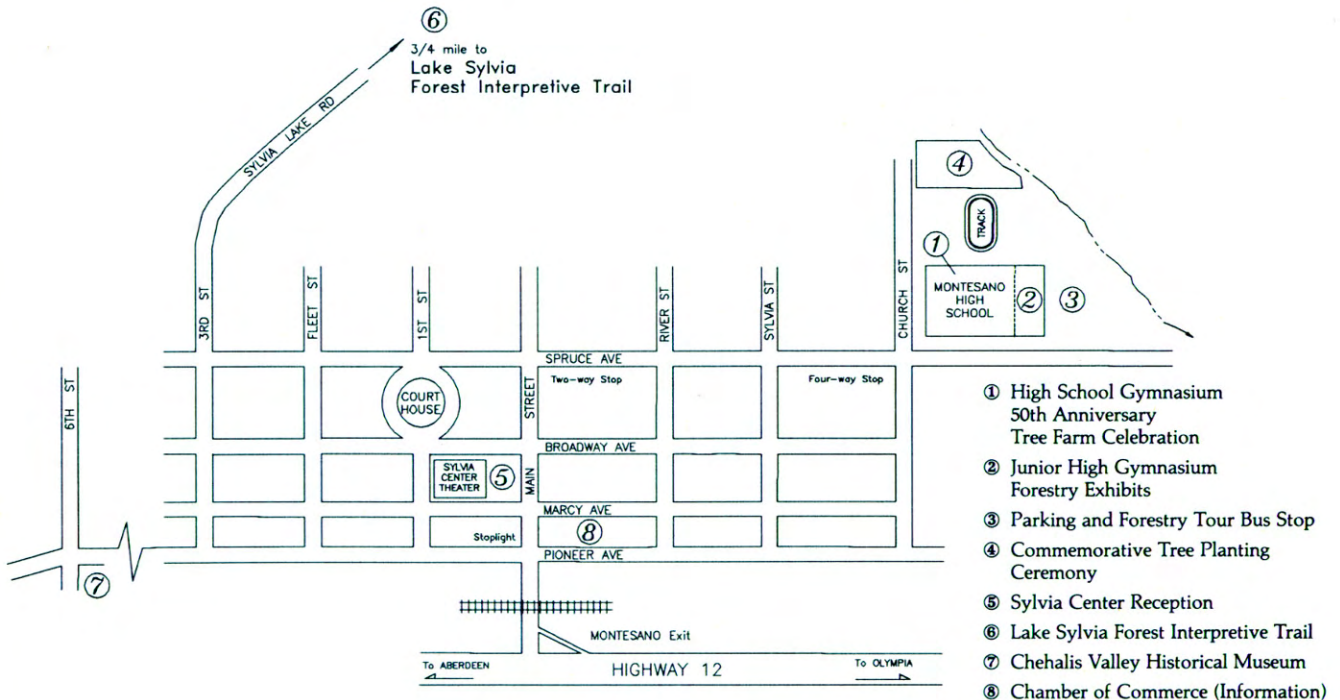 ⑥
3/4 mile to
Lake Sylvia
Forest Interpretive Trail
SYLVIA LAKE RD
④
TRACK
①
MONTESANO
HIGH
SCHOOL
②
③
6TH ST
3RD ST
FLEET ST
1ST ST
RIVER ST
SYLVIA ST
CHURCH ST
SPRUCE AVE
Two-way Stop
Four-way Stop
COURT
HOUSE
MAIN STREET
BROADWAY AVE
SYLVIA
CENTER
THEATER
⑤
MARCY AVE
Stoplight
⑧
PIONEER AVE
⑦
MONTESANO Exit
To ABERDEEN
HIGHWAY 12
To OLYMPIA
① High School Gymnasium
50th Anniversary
Tree Farm Celebration
② Junior High Gymnasium
Forestry Exhibits
③ Parking and Forestry Tour Bus Stop
④ Commemorative Tree Planting
Ceremony
⑤ Sylvia Center Reception
⑥ Lake Sylvia Forest Interpretive Trail
⑦ Chehalis Valley Historical Museum
⑧ Chamber of Commerce (Information)